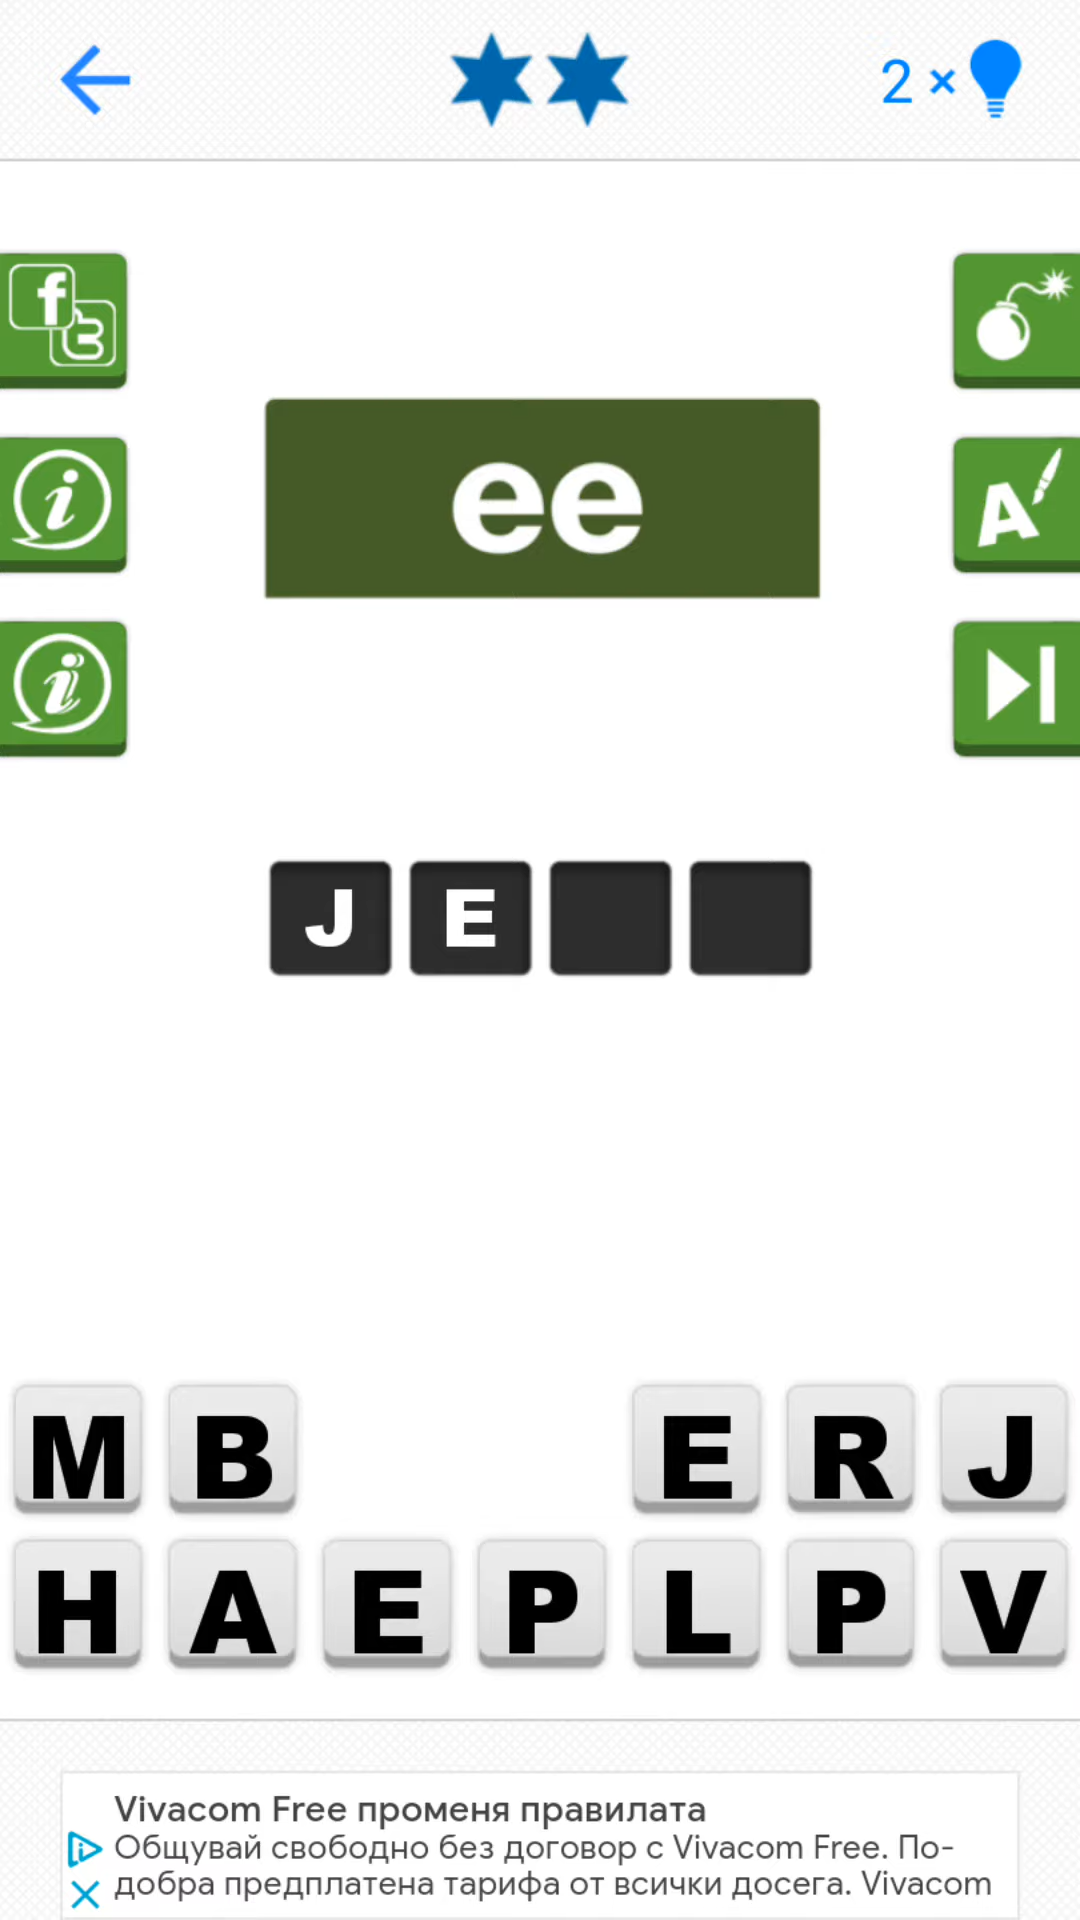 2 ×
f t
i
A
i
ee
J E
M B E R J
H A E P L P V
Vivacom Free променя правилата
Общувай свободно без договор с Vivacom Free. По-
добра предплатена тарифа от всички досега. Vivacom